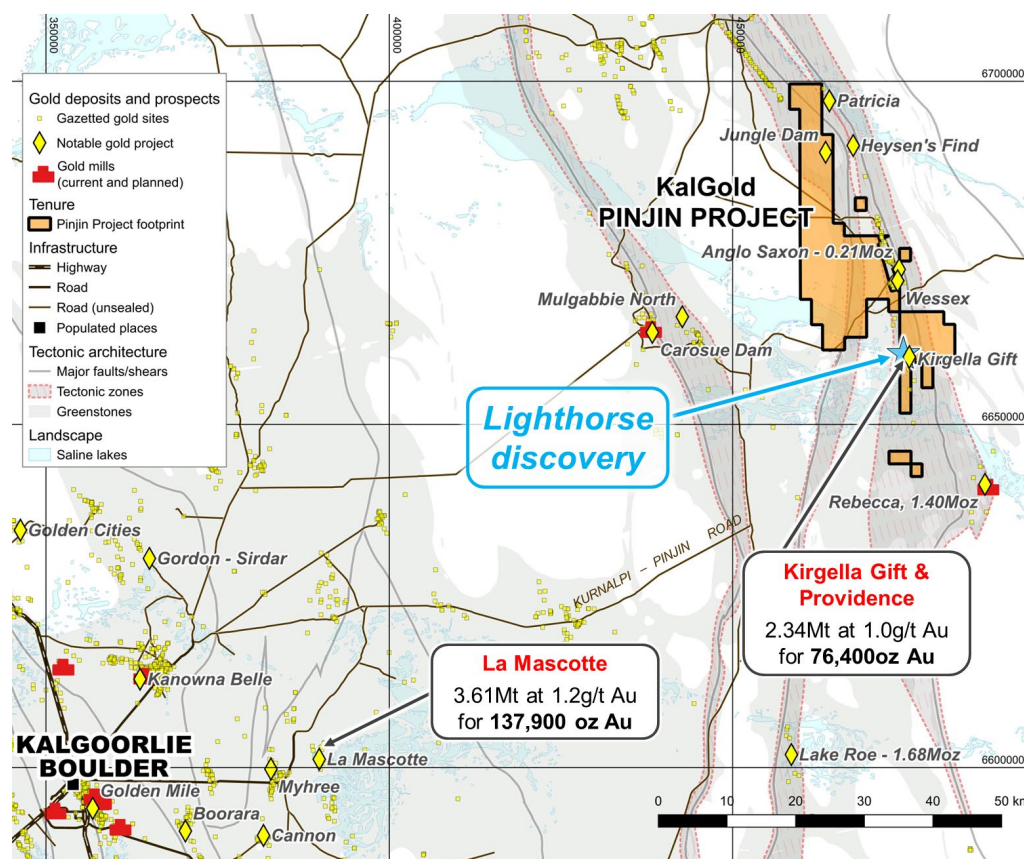 350000
400000
450000
6700000
6650000
6600000
Gold deposits and prospects
Gazetted gold sites
Notable gold project
Gold mills
(current and planned)
Tenure
Pinjin Project footprint
Infrastructure
Highway
Road
Road (unsealed)
Populated places
Tectonic architecture
Major faults/shears
Tectonic zones
Greenstones
Landscape
Saline lakes
Patricia
Jungle Dam
Heysen's Find
KalGold
PINJIN PROJECT
Anglo Saxon - 0.21Moz
Wessex
Mulgabbie North
Carosue Dam
Kirgella Gift
Lighthorse
discovery
Rebecca, 1.40Moz
Golden Cities
Gordon - Sirdar
KURNALPI – PINJIN ROAD
Kirgella Gift &
Providence
2.34Mt at 1.0g/t Au
for 76,400oz Au
La Mascotte
3.61Mt at 1.2g/t Au
for 137,900 oz Au
Kanowna Belle
KALGOORLIE
BOULDER
La Mascotte
Lake Roe - 1.68Moz
Golden Mile
Myhree
Boorara
Cannon
0 10 20 30 40 50 km